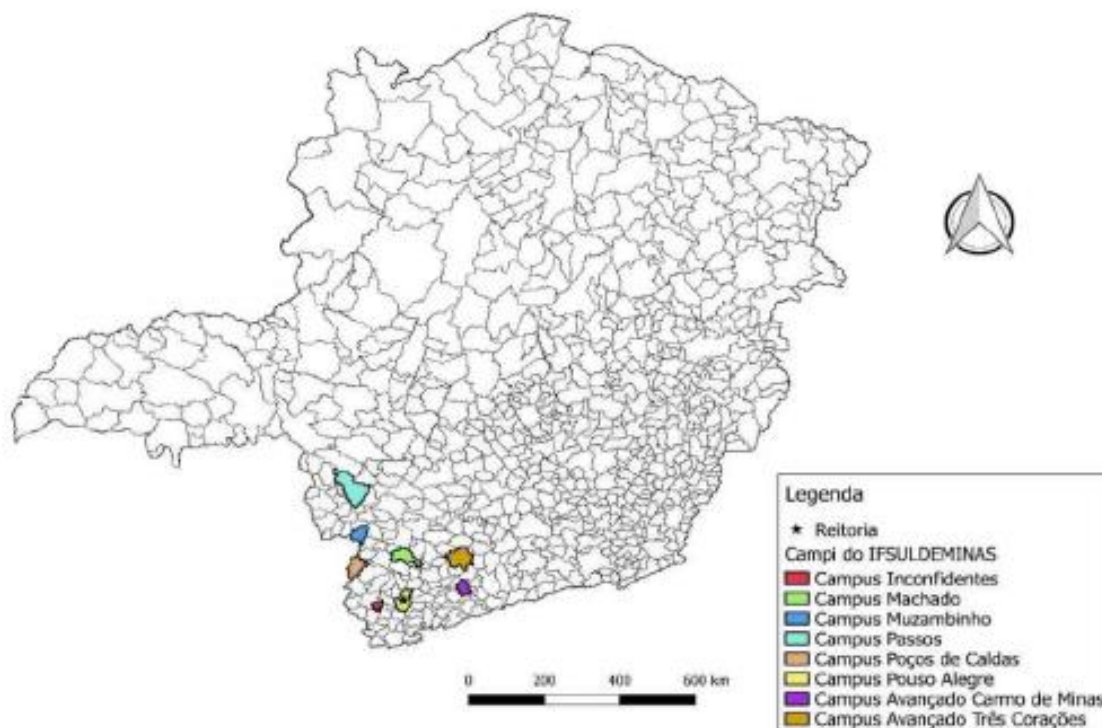 Legenda
★ Reitoria
Campi do IFSULDEMINAS
Campus Inconfidentes
Campus Machado
Campus Muzambinho
Campus Passos
Campus Poços de Caldas
Campus Pouso Alegre
Campus Avançado Carmo de Minas
Campus Avançado Três Corações
0 200 400 600 km